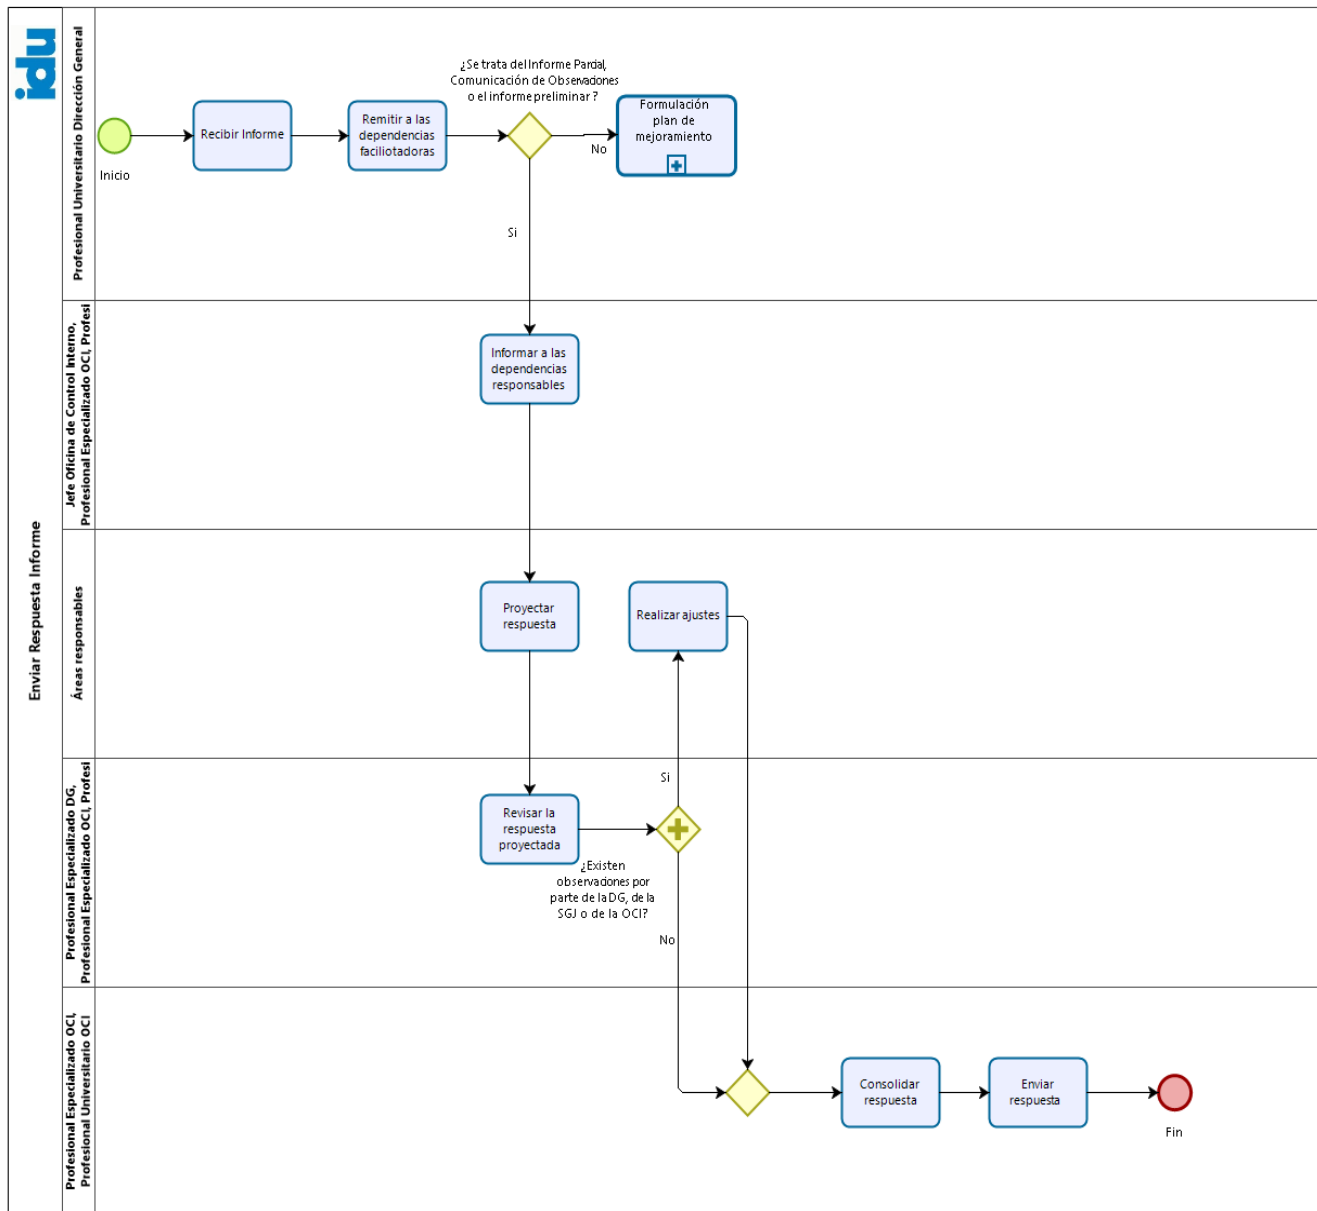 idu
Enviar Respuesta Informe
Profesional Universitario Dirección General
Inicio
Recibir Informe
Remitir a las
dependencias
faciliotadoras
¿Se trata del Informe Parcial,
Comunicación de Observaciones
o el informe preliminar ?
No
Si
Formulación
plan de
mejoramiento
Jefe Oficina de Control Interno,
Profesional Especializado OCI, Profesi
Informar a las
dependencias
responsables
Áreas responsables
Proyectar
respuesta
Realizar ajustes
Profesional Especializado DG,
Profesional Especializado OCI, Profesi
Revisar la
respuesta
proyectada
Si
¿Existen
observaciones por
parte de la DG, de la
SGJ o de la OCI?
No
Profesional Especializado OCI,
Profesional Universitario OCI
Consolidar
respuesta
Enviar
respuesta
Fin